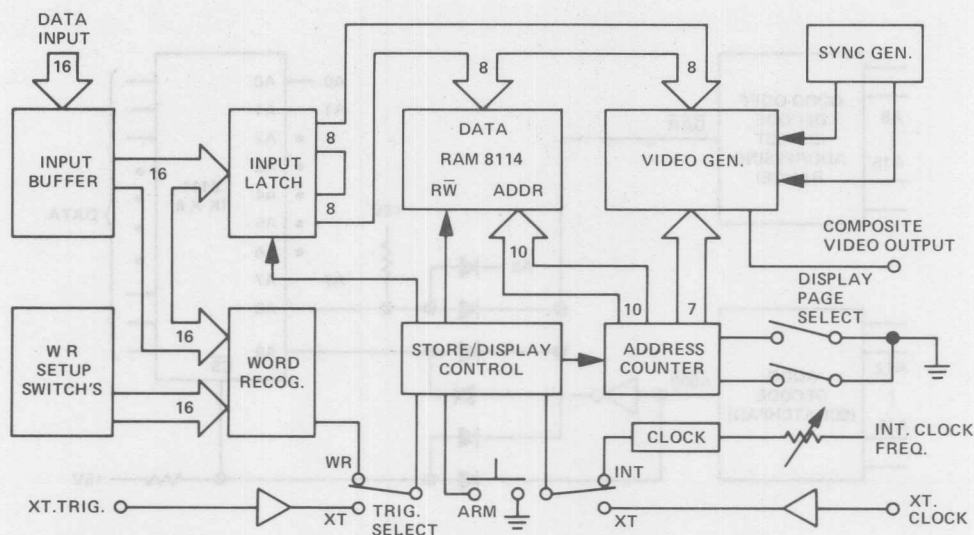 DATA
INPUT
16
INPUT
BUFFER
16
INPUT
LATCH
8
8
8
DATA
RAM 8114
RW̅
ADDR
8
SYNC GEN.
VIDEO GEN.
COMPOSITE
VIDEO OUTPUT
10
10
7
DISPLAY
PAGE
SELECT
W R
SETUP
SWITCH'S
16
16
WORD
RECOG.
STORE/DISPLAY
CONTROL
ADDRESS
COUNTER
CLOCK
INT. CLOCK
FREQ.
WR
INT
XT.TRIG.
XT
TRIG.
SELECT
ARM
XT
XT.
CLOCK